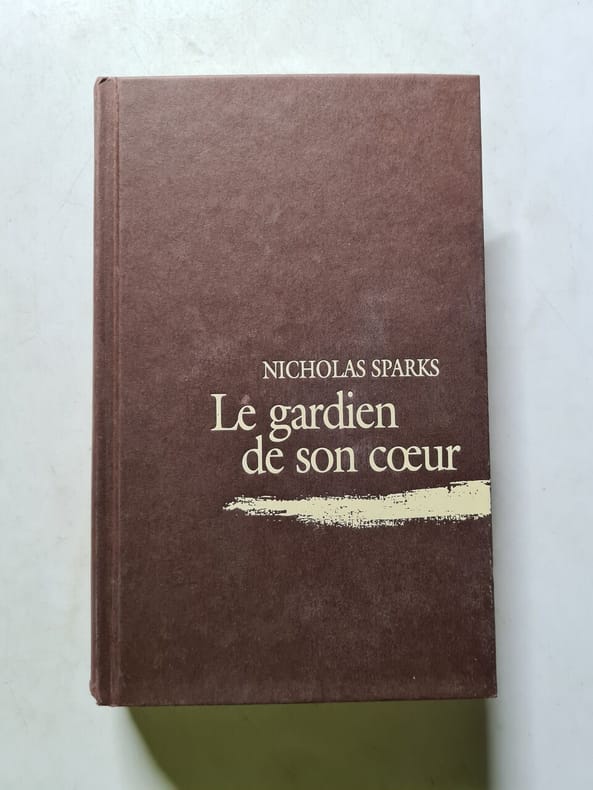 NICHOLAS SPARKS
Le gardien
de son cœur